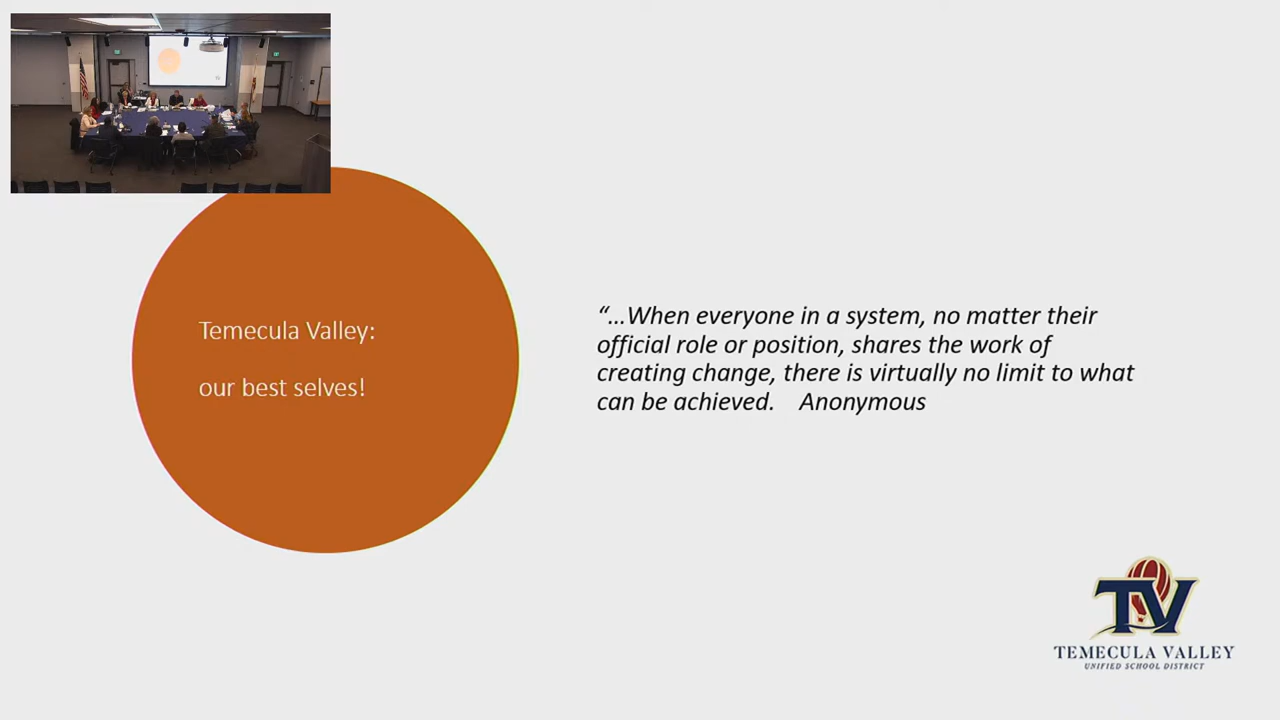 Temecula Valley:
our best selves!
“...When everyone in a system, no matter their
official role or position, shares the work of
creating change, there is virtually no limit to what
can be achieved.    Anonymous
TV
TEMECULA VALLEY
UNIFIED SCHOOL DISTRICT